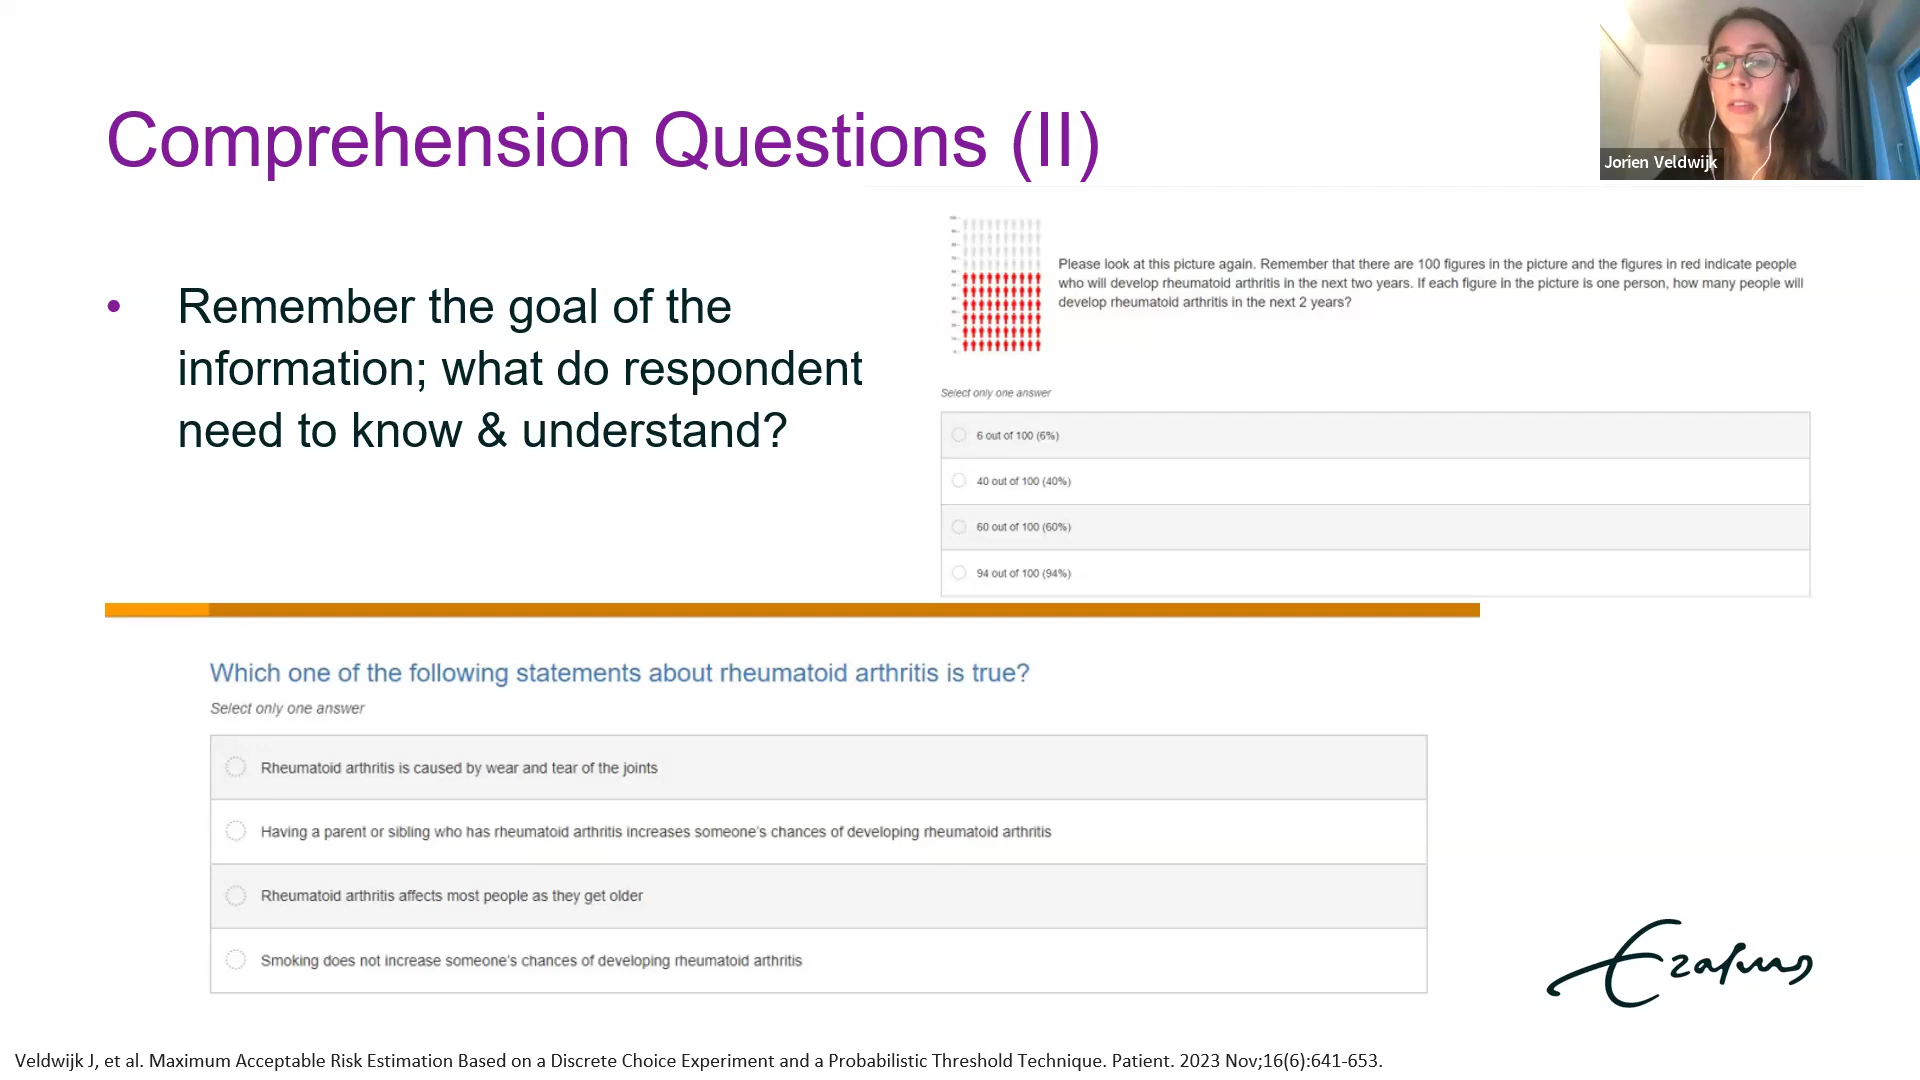 Jorien Veldwijk
Comprehension Questions (II)
• Remember the goal of the
information; what do respondent
need to know & understand?
Please look at this picture again. Remember that there are 100 figures in the picture and the figures in red indicate people
who will develop rheumatoid arthritis in the next two years. If each figure in the picture is one person, how many people will
develop rheumatoid arthritis in the next 2 years?
Select only one answer
6 out of 100 (6%)
40 out of 100 (40%)
60 out of 100 (60%)
94 out of 100 (94%)
Which one of the following statements about rheumatoid arthritis is true?
Select only one answer
Rheumatoid arthritis is caused by wear and tear of the joints
Having a parent or sibling who has rheumatoid arthritis increases someone's chances of developing rheumatoid arthritis
Rheumatoid arthritis affects most people as they get older
Smoking does not increase someone's chances of developing rheumatoid arthritis
Erasmus
Veldwijk J, et al. Maximum Acceptable Risk Estimation Based on a Discrete Choice Experiment and a Probabilistic Threshold Technique. Patient. 2023 Nov;16(6):641-653.